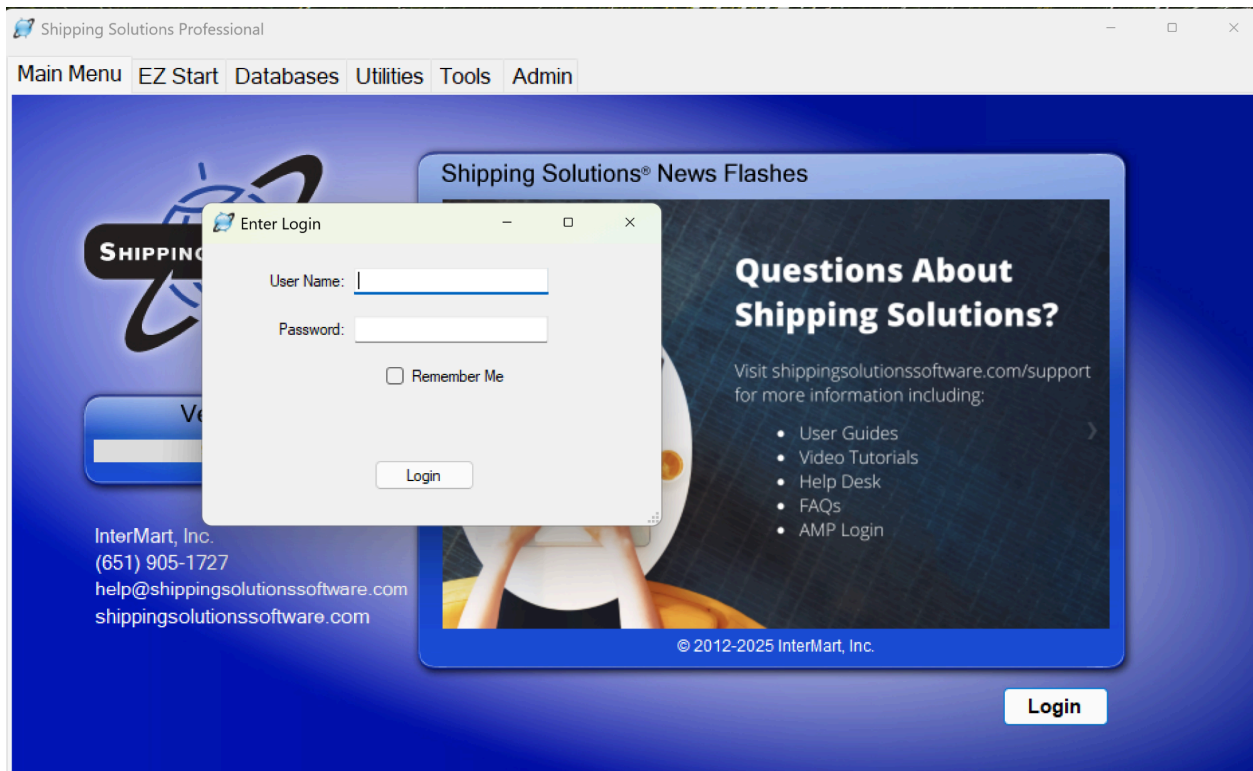 Shipping Solutions Professional
Main Menu EZ Start Databases Utilities Tools Admin
Shipping Solutions® News Flashes
SHIPPING
Enter Login
User Name:
Password:
Remember Me
Login
Questions About
Shipping Solutions?
Visit shippingsolutionssoftware.com/support
for more information including:
• User Guides
• Video Tutorials
• Help Desk
• FAQs
• AMP Login
InterMart, Inc.
(651) 905-1727
help@shippingsolutionssoftware.com
shippingsolutionssoftware.com
© 2012-2025 InterMart, Inc.
Login